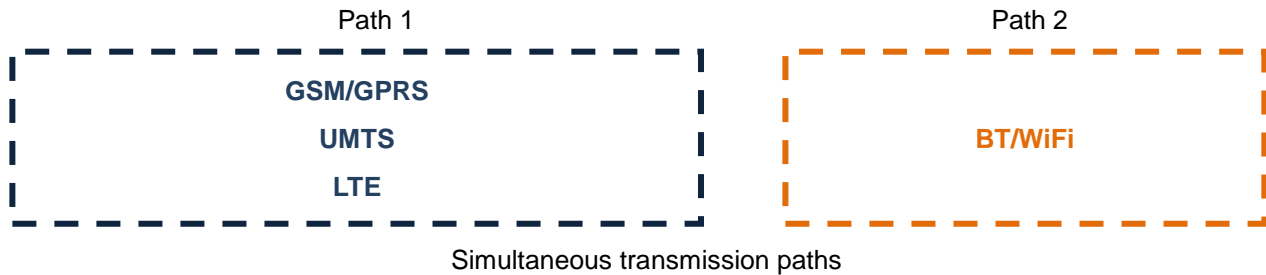 Path 1
Path 2
GSM/GPRS
UMTS
LTE
BT/WiFi
Simultaneous transmission paths